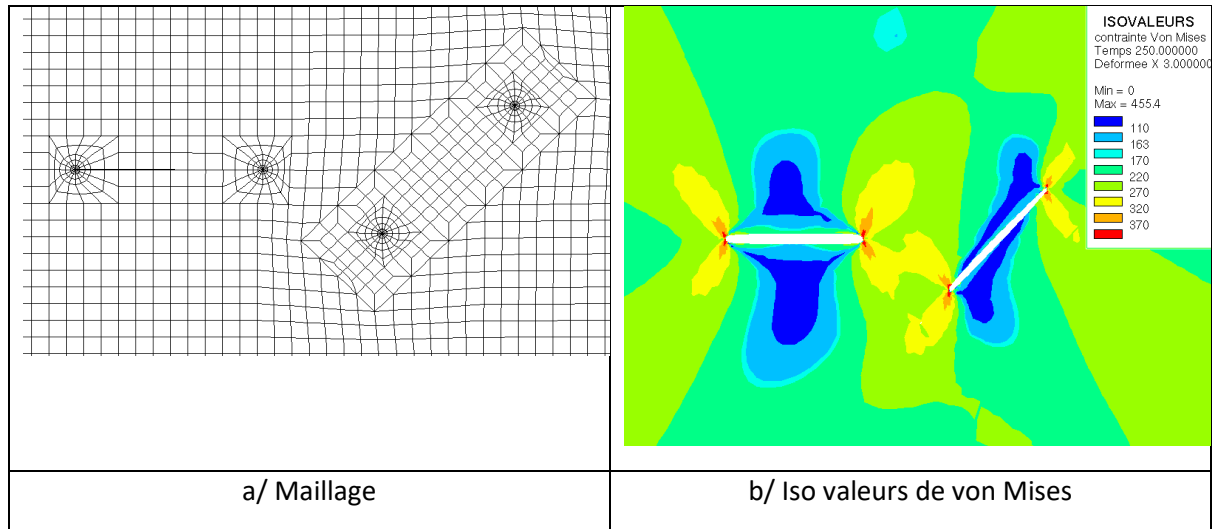 ISOVALEURS
contrainte Von Mises
Temps 250.000000
Deformee X 3.000000
Min = 0
Max = 455.4
110
163
170
220
270
320
370
a/ Maillage
b/ Iso valeurs de von Mises